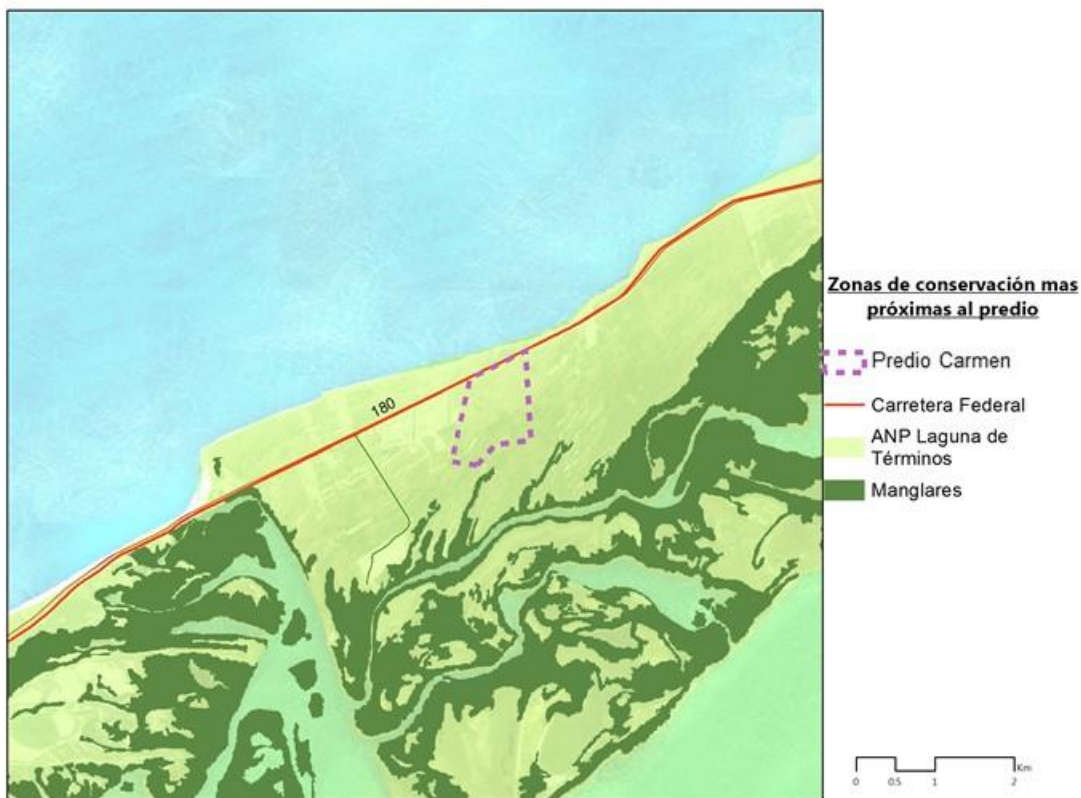 180
Zonas de conservación mas
próximas al predio
Predio Carmen
Carretera Federal
ANP Laguna de
Términos
Manglares
Km
0 0.5 1 2